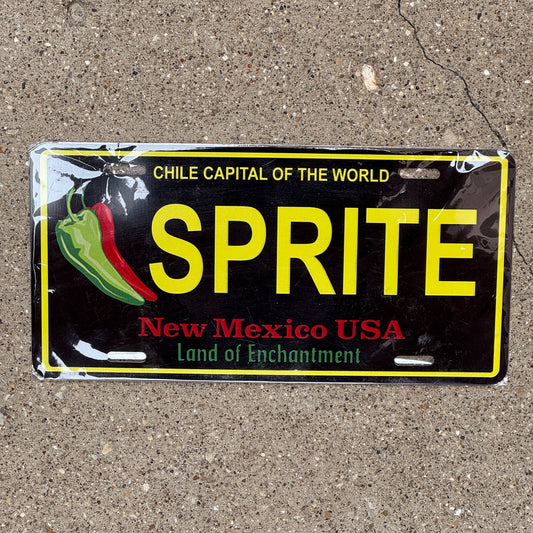 CHILE CAPITAL OF THE WORLD
SPRITE
New Mexico USA
Land of Enchantment